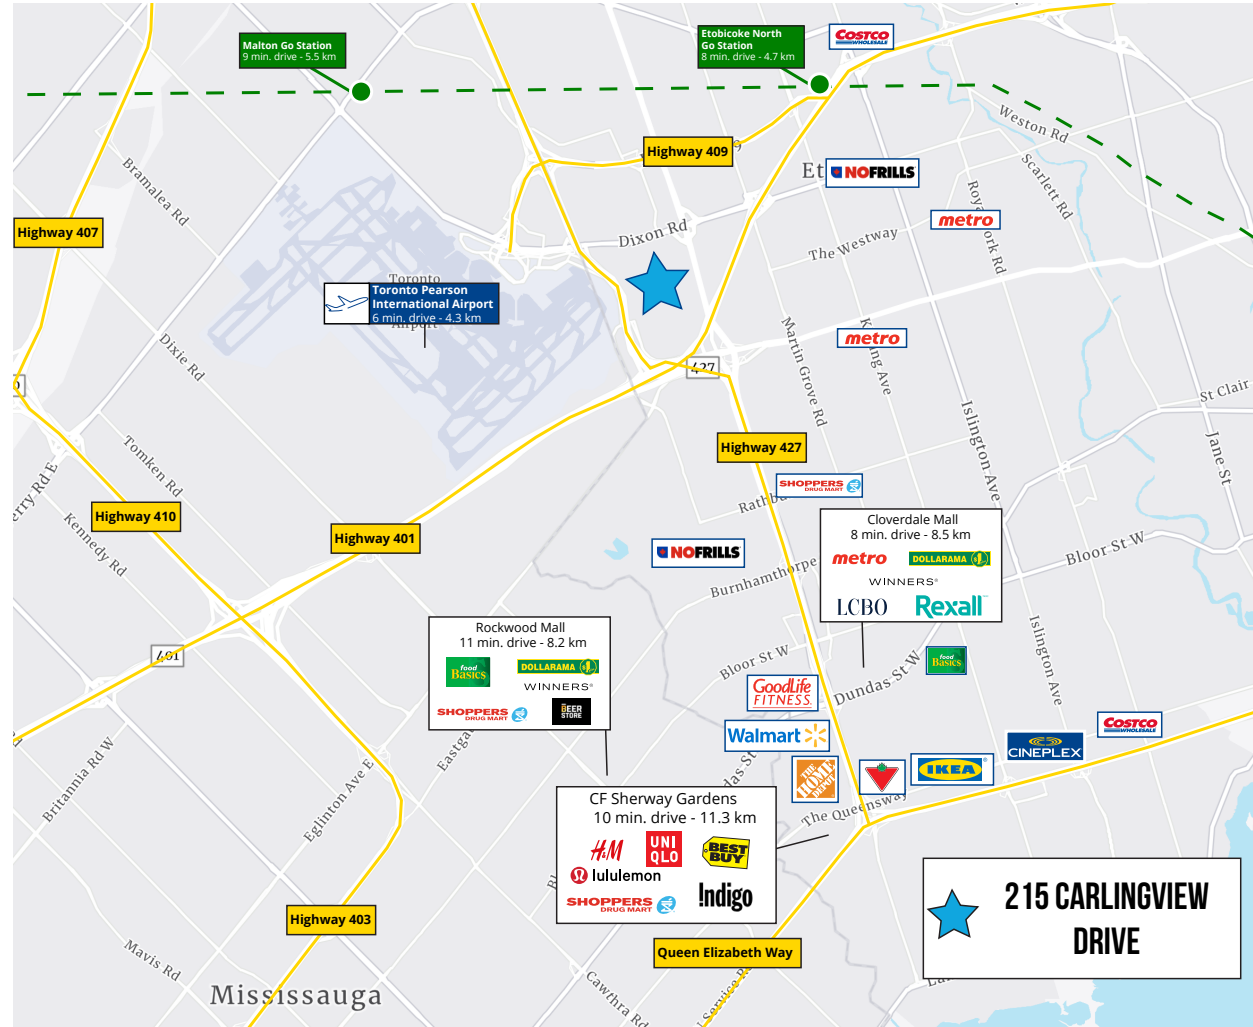 Malton Go Station
9 min. drive - 5.5 km
Etobicoke North
Go Station
8 min. drive - 4.7 km
COSTCO
WHOLESALE
Weston Rd
Highway 409
Bramalea Rd
Et
NOFRILLS
Scarlett Rd
metro
Highway 407
Dixon Rd
The Westway
Toronto
Toronto Pearson
International Airport
6 min. drive - 4.3 km
Airport
Dixie Rd
Martin Grove Rd
metro
427
St Clair
Islington Ave
Jane St
Tomken Rd
Highway 427
SHOPPERS
DRUG MART
Highway 410
Kennedy Rd
Highway 401
NOFRILLS
Burnhamthorpe
Cloverdale Mall
8 min. drive - 8.5 km
metro
DOLLARAMA
WINNERS
LCBO
Rexall
Bloor St W
Rockwood Mall
11 min. drive - 8.2 km
food
Basics
DOLLARAMA
WINNERS
SHOPPERS
DRUG MART
THE
BEER
STORE
401
Bloor St W
Dundas St W
food
Basics
Islington Ave
GoodLife
FITNESS
Walmart
COSTCO
WHOLESALE
CINEPLEX
IKEA
THE
HOME
DEPOT
The Queensway
Britannia Rd W
Eglinton Ave E
CF Sherway Gardens
10 min. drive - 11.3 km
H&M
UNI
QLO
BEST
BUY
lululemon
SHOPPERS
DRUG MART
!ndigo
215 CARLINGVIEW
DRIVE
Highway 403
Queen Elizabeth Way
Mavis Rd
Mississauga
Cawthra Rd